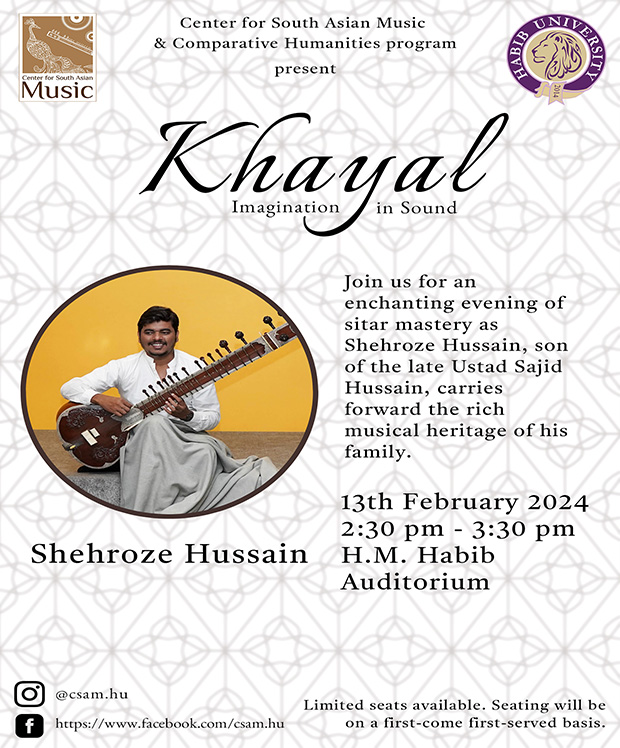 Center for South Asian Music
& Comparative Humanities program
present
Center for South Asian
Music
HABIB UNIVERSITY
2014
Khayal
Imagination in Sound
Join us for an
enchanting evening of
sitar mastery as
Shehroze Hussain, son
of the late Ustad Sajid
Hussain, carries
forward the rich
musical heritage of his
family.
13th February 2024
2:30 pm - 3:30 pm
H.M. Habib
Auditorium
Shehroze Hussain
@csam.hu
https://www.facebook.com/csam.hu
Limited seats available. Seating will be
on a first-come first-served basis.